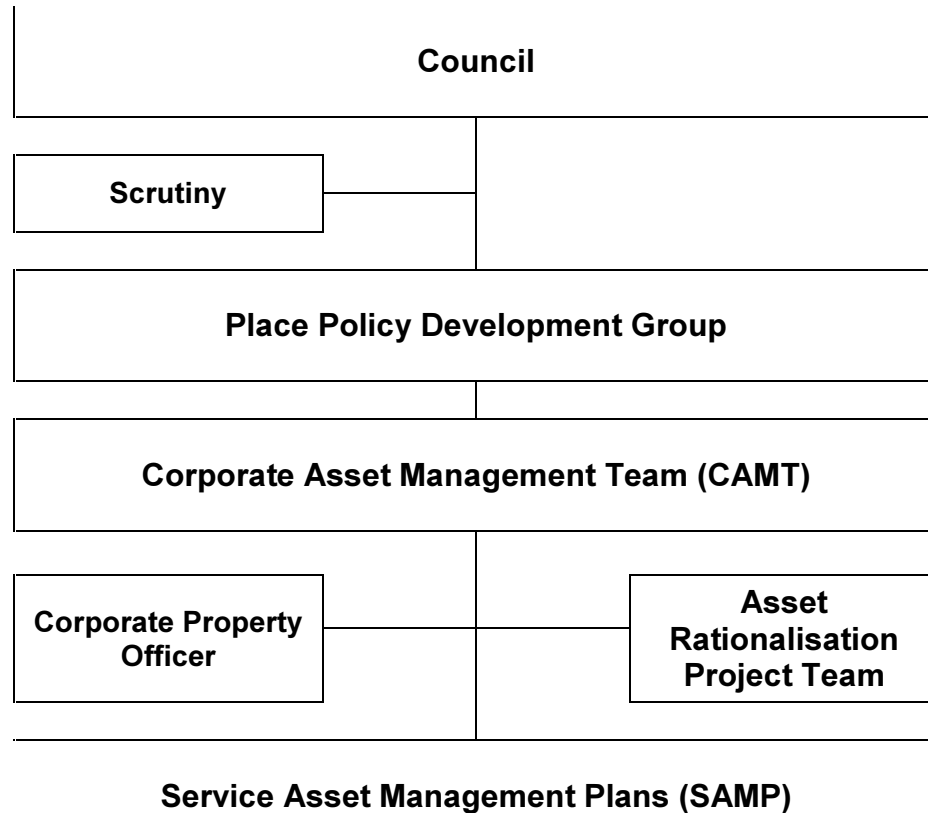 Council
Scrutiny
Place Policy Development Group
Corporate Asset Management Team (CAMT)
Corporate Property
Officer
Asset
Rationalisation
Project Team
Service Asset Management Plans (SAMP)